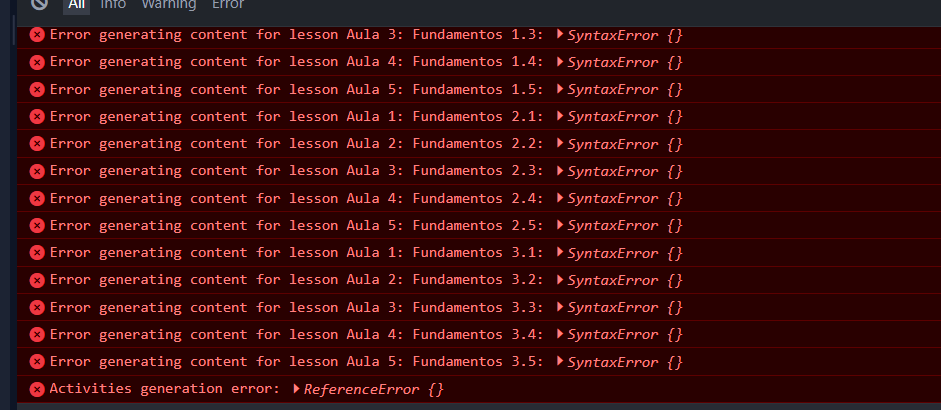 All Info Warning Error
Error generating content for lesson Aula 3: Fundamentos 1.3: SyntaxError {}
Error generating content for lesson Aula 4: Fundamentos 1.4: SyntaxError {}
Error generating content for lesson Aula 5: Fundamentos 1.5: SyntaxError {}
Error generating content for lesson Aula 1: Fundamentos 2.1: SyntaxError {}
Error generating content for lesson Aula 2: Fundamentos 2.2: SyntaxError {}
Error generating content for lesson Aula 3: Fundamentos 2.3: SyntaxError {}
Error generating content for lesson Aula 4: Fundamentos 2.4: SyntaxError {}
Error generating content for lesson Aula 5: Fundamentos 2.5: SyntaxError {}
Error generating content for lesson Aula 1: Fundamentos 3.1: SyntaxError {}
Error generating content for lesson Aula 2: Fundamentos 3.2: SyntaxError {}
Error generating content for lesson Aula 3: Fundamentos 3.3: SyntaxError {}
Error generating content for lesson Aula 4: Fundamentos 3.4: SyntaxError {}
Error generating content for lesson Aula 5: Fundamentos 3.5: SyntaxError {}
Activities generation error: ReferenceError {}